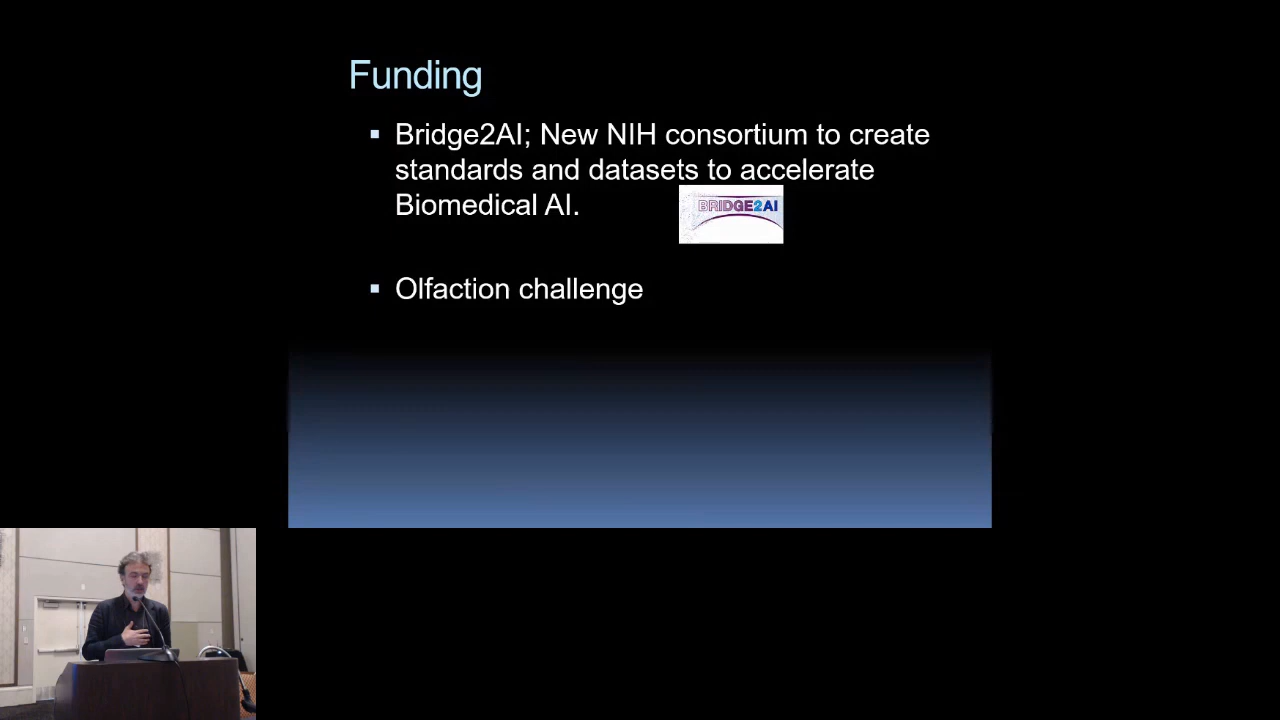 Funding
Bridge2AI; New NIH consortium to create
standards and datasets to accelerate
Biomedical AI.
BRIDGE2AI
Olfaction challenge